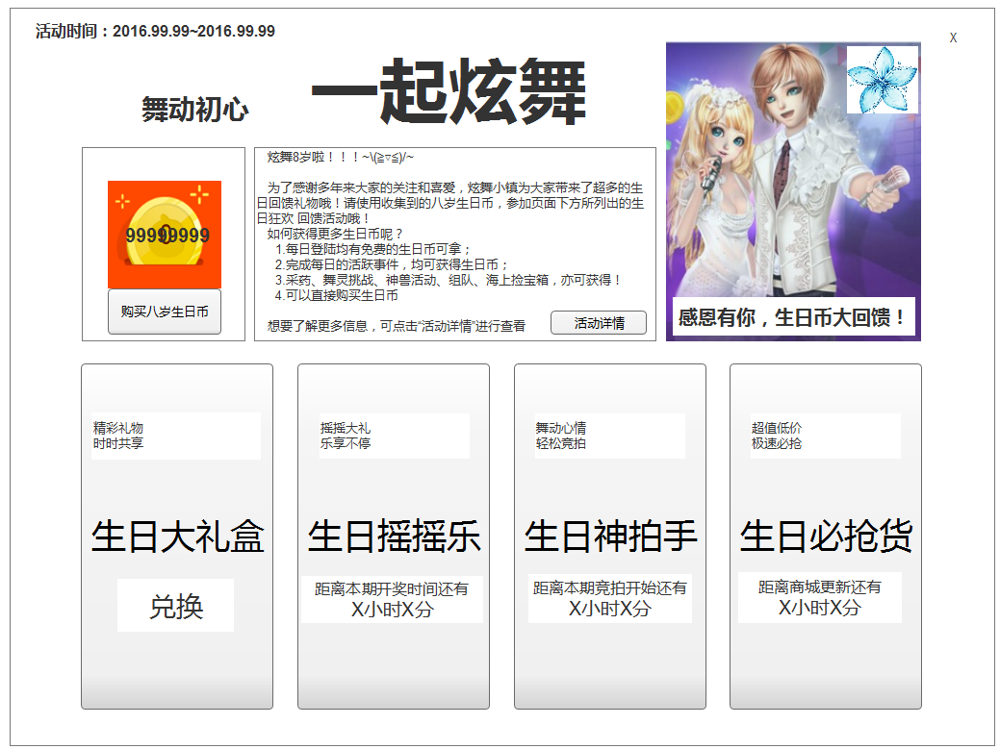 活动时间：2016.99.99~2016.99.99
X
舞动初心
一起炫舞
99999999
购买八岁生日币
炫舞8岁啦！！！~\(≧▽≦)/~
为了感谢多年来大家的关注和喜爱，炫舞小镇为大家带来了超多的生
日回馈礼物哦！请使用收集到的八岁生日币，参加页面下方所列出的生
日狂欢 回馈活动哦！
如何获得更多生日币呢？
1.每日登陆均有免费的生日币可拿；
2.完成每日的活跃事件，均可获得生日币；
3.采药、舞灵挑战、神兽活动、组队、海上捡宝箱，亦可获得！
4.可以直接购买生日币
想要了解更多信息，可点击“活动详情”进行查看
活动详情
感恩有你，生日币大回馈！
精彩礼物
时时共享
生日大礼盒
兑换
摇摇大礼
乐享不停
生日摇摇乐
距离本期开奖时间还有
X小时X分
舞动心情
轻松竞拍
生日神拍手
距离本期竞拍开始还有
X小时X分
超值低价
极速必抢
生日必抢货
距离商城更新还有
X小时X分